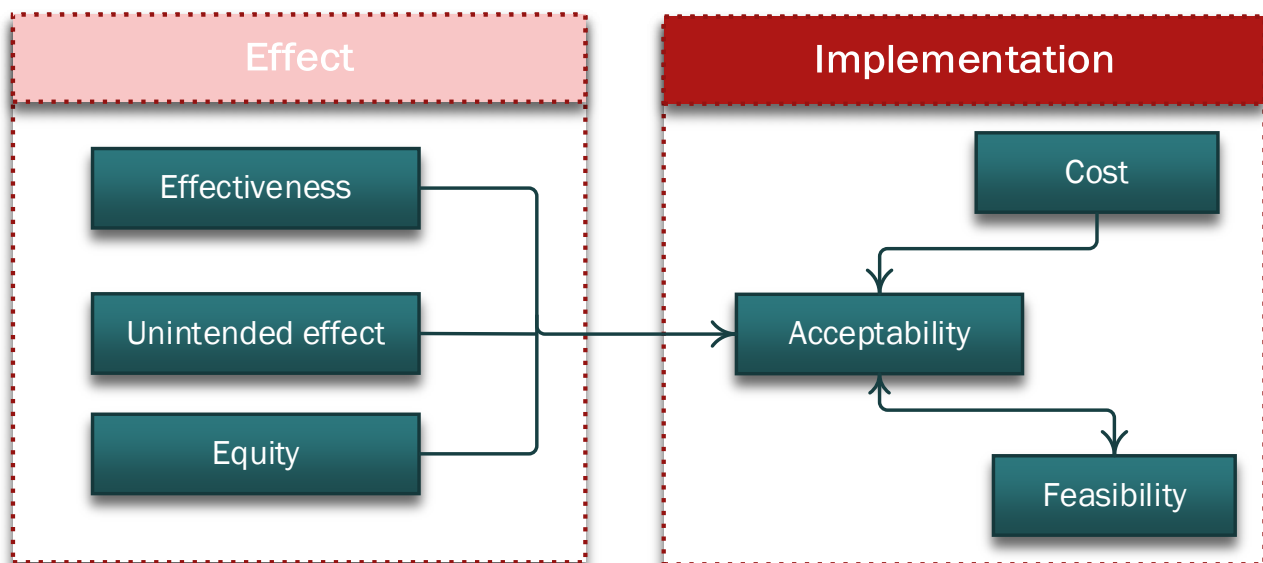 Effect
Implementation
Effectiveness
Unintended effect
Equity
Cost
Acceptability
Feasibility